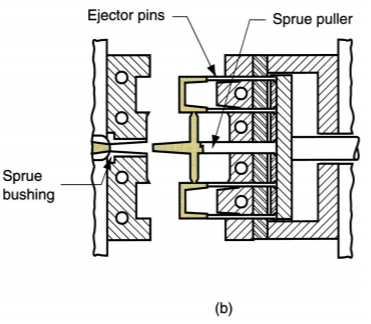 Ejector pins
Sprue puller
Sprue
bushing
(b)